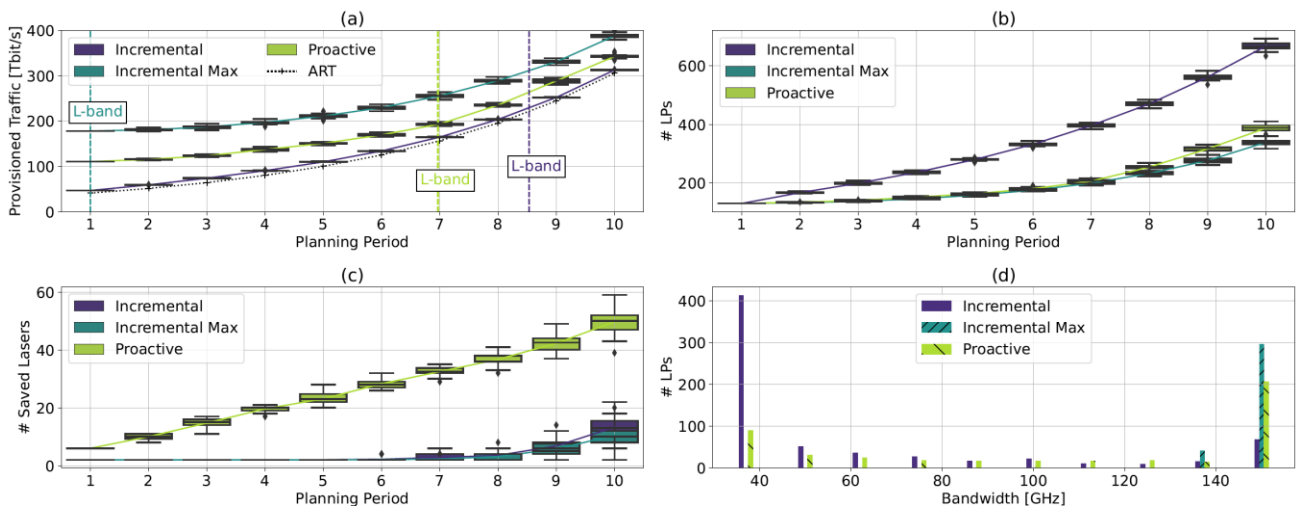 (a)
Provisioned Traffic [Tbit/s]
400
300
200
100
0
Incremental
Incremental Max
Proactive
ART
L-band
L-band
L-band
1 2 3 4 5 6 7 8 9 10
Planning Period
(b)
# LPs
600
400
200
Incremental
Incremental Max
Proactive
1 2 3 4 5 6 7 8 9 10
Planning Period
(c)
# Saved Lasers
60
40
20
0
Incremental
Incremental Max
Proactive
1 2 3 4 5 6 7 8 9 10
Planning Period
(d)
# LPs
400
300
200
100
0
Incremental
Incremental Max
Proactive
40 60 80 100 120 140
Bandwidth [GHz]